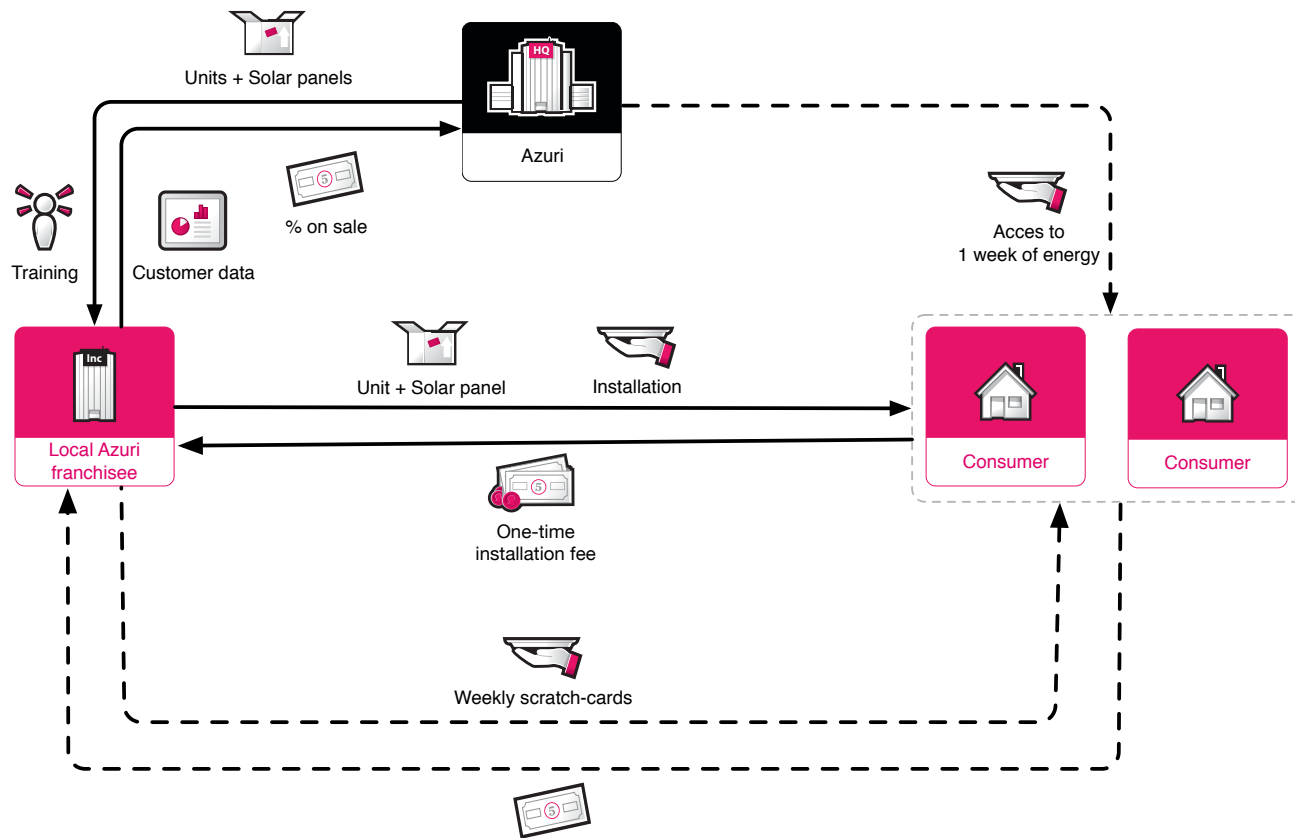 Units + Solar panels
HQ
Azuri
5
% on sale
Training
Customer data
Acces to
1 week of energy
Inc
Local Azuri
franchisee
Unit + Solar panel
Installation
Consumer
Consumer
5
One-time
installation fee
Weekly scratch-cards
5